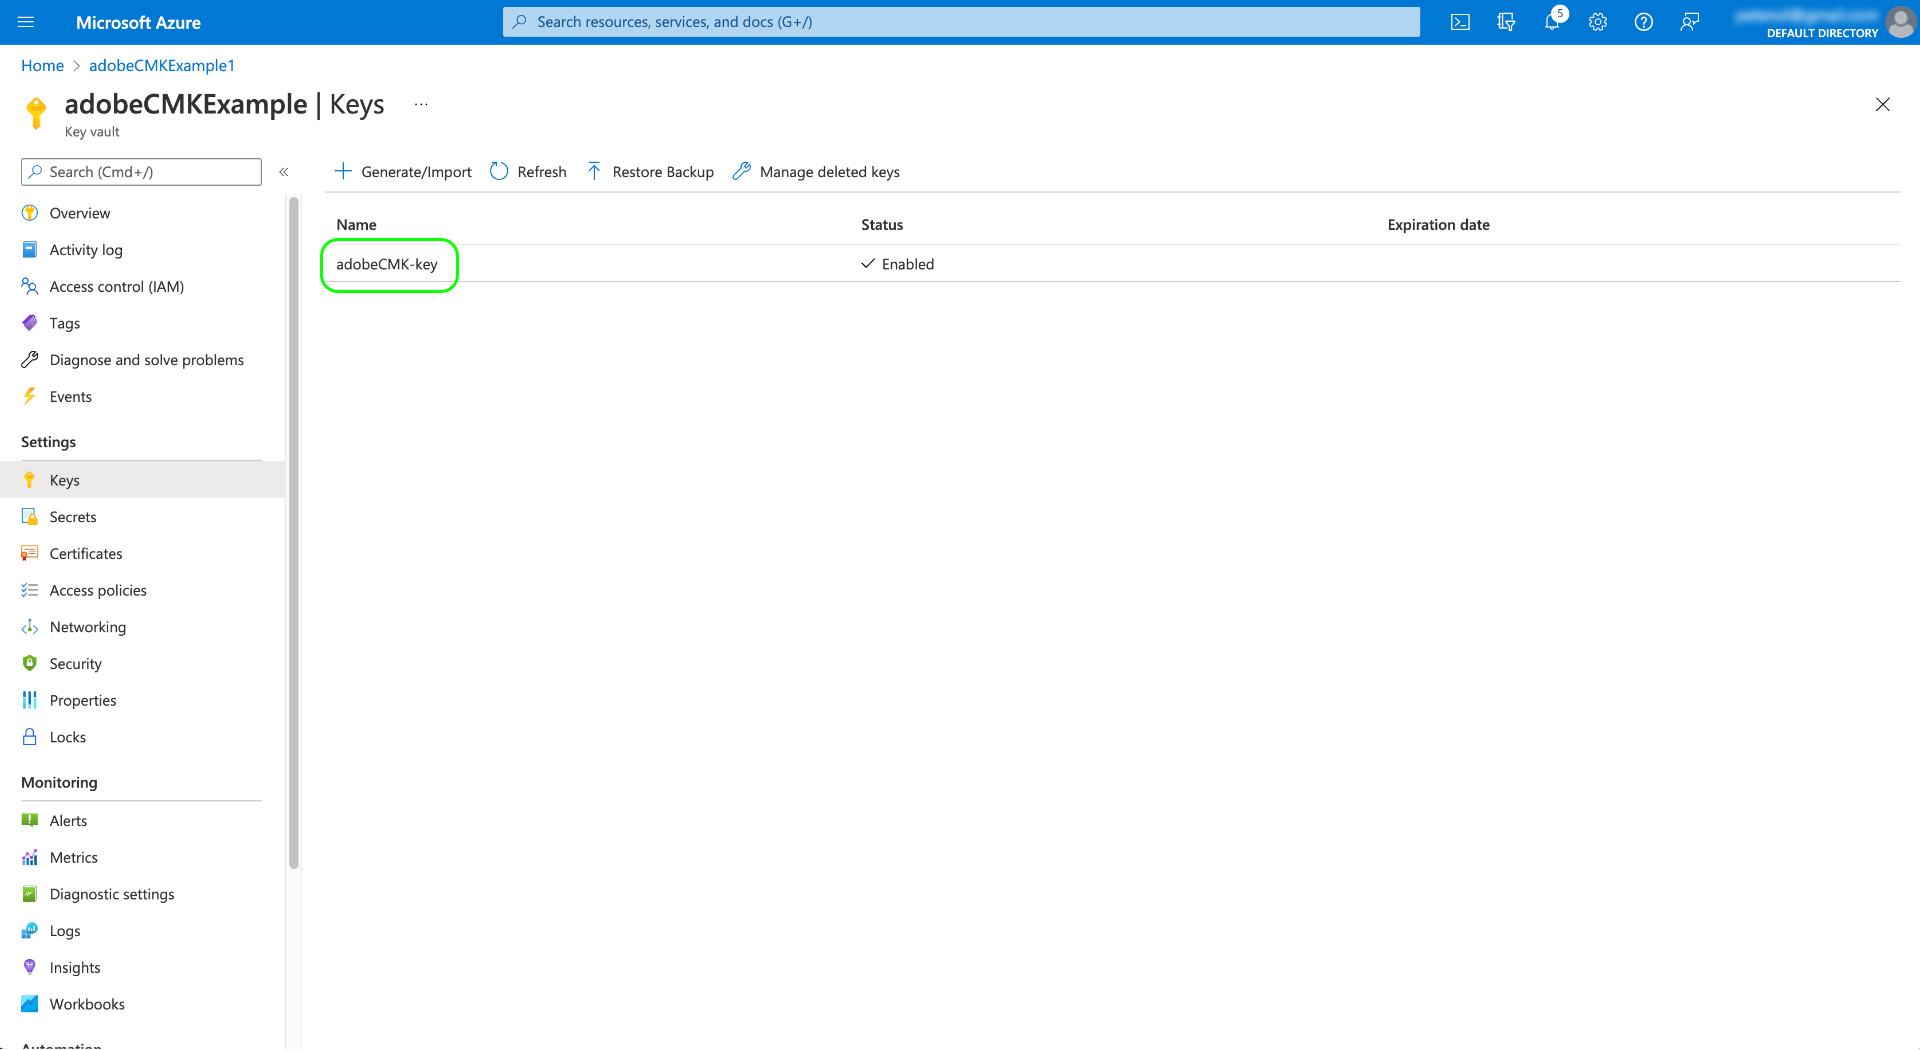 Microsoft Azure
Search resources, services, and docs (G+/)
5
DEFAULT DIRECTORY
Home > adobeCMKExample1
adobeCMKExample | Keys ...
Key vault
Search (Cmd+/)
«
Generate/Import
Refresh
Restore Backup
Manage deleted keys
Name Status Expiration date
adobeCMK-key Enabled
Overview
Activity log
Access control (IAM)
Tags
Diagnose and solve problems
Events
Settings
Keys
Secrets
Certificates
Access policies
Networking
Security
Properties
Locks
Monitoring
Alerts
Metrics
Diagnostic settings
Logs
Insights
Workbooks
Automation